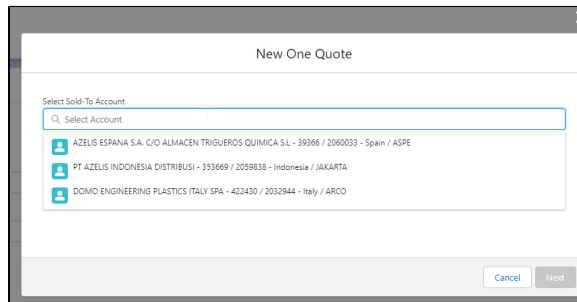 New One Quote
Select Sold-To Account
Select Account
AZELIS ESPANA S.A. C/O ALMACEN TRIGUEROS QUIMICA S.L - 39366 / 2060033 - Spain / ASPE
PT AZELIS INDONESIA DISTRIBUSI - 353669 / 2059838 - Indonesia / JAKARTA
DOMO ENGINEERING PLASTICS ITALY SPA - 422430 / 2032944 - Italy / ARCO
Cancel
Next